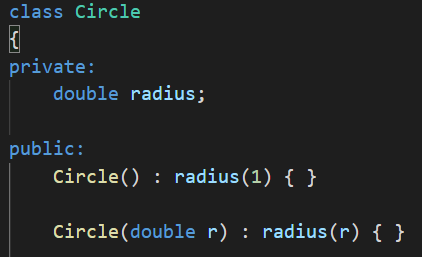 class Circle
{
private:
    double radius;
public:
    Circle() : radius(1) { }
    Circle(double r) : radius(r) { }